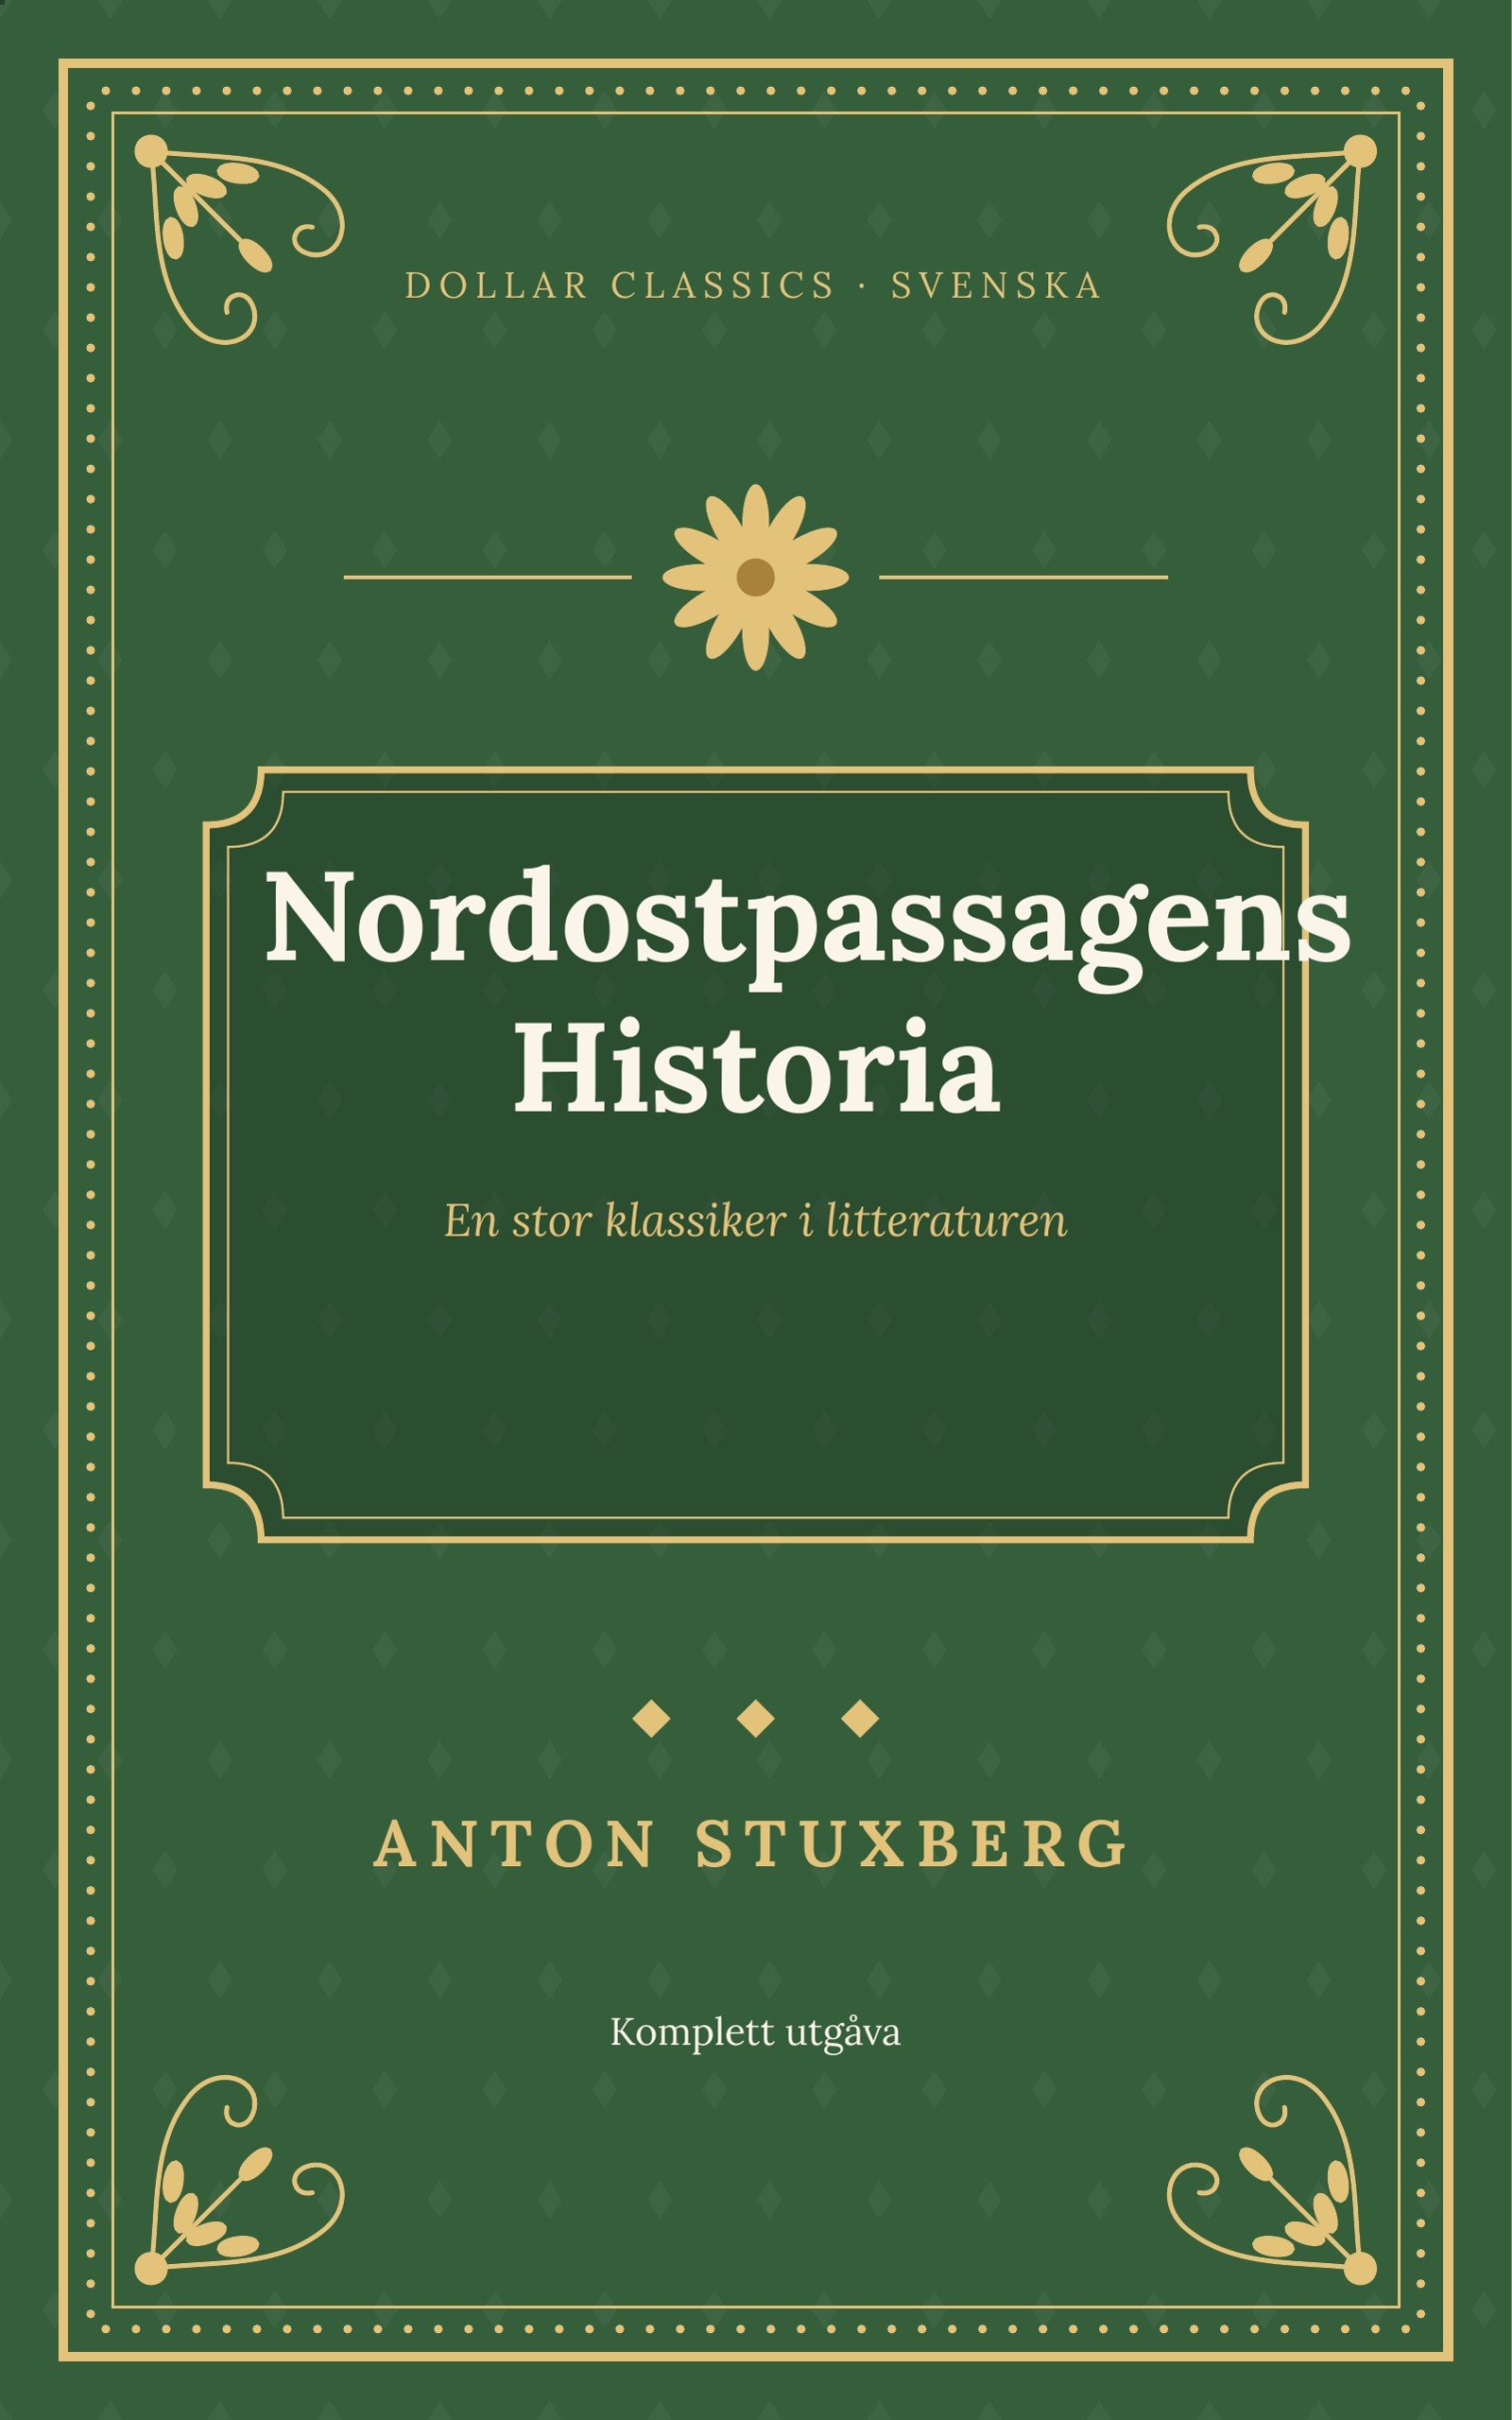 DOLLAR CLASSICS · SVENSKA
Nordostpassagens
Historia
En stor klassiker i litteraturen
ANTON STUXBERG
Komplett utgåva